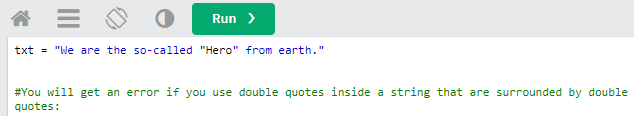 Run ❯
txt = "We are the so-called "Hero" from earth."
#You will get an error if you use double quotes inside a string that are surrounded by double
quotes: